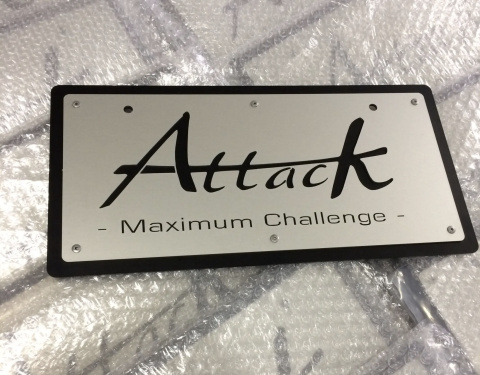 Attack
- Maximum Challenge -